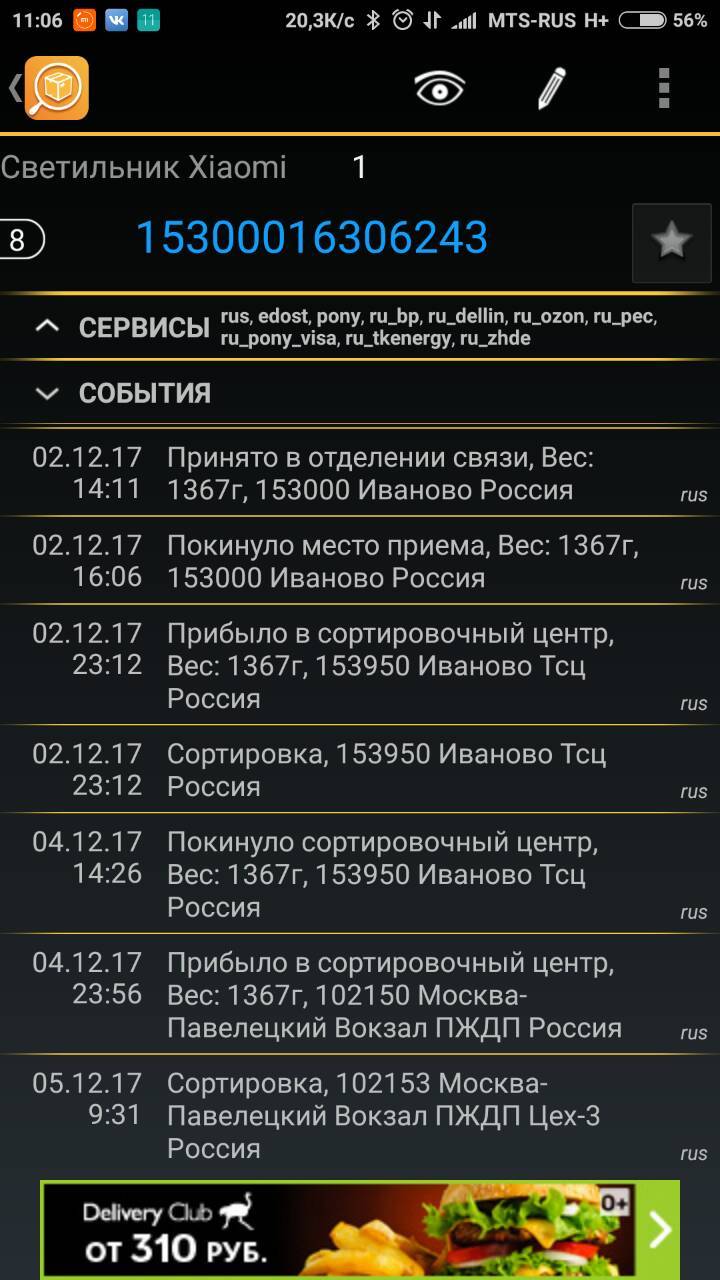 11:06 mi 11 20,3К/с MTS-RUS H+ 56%
Светильник Xiaomi 1
8 15300016306243
СЕРВИСЫ rus, edost, pony, ru_bp, ru_dellin, ru_ozon, ru_pec,
ru_pony_visa, ru_tkenergy, ru_zhde
СОБЫТИЯ
02.12.17 Принято в отделении связи, Вес:
14:11 1367г, 153000 Иваново Россия rus
02.12.17 Покинуло место приема, Вес: 1367г,
16:06 153000 Иваново Россия rus
02.12.17 Прибыло в сортировочный центр,
23:12 Вес: 1367г, 153950 Иваново Тсц
Россия rus
02.12.17 Сортировка, 153950 Иваново Тсц
23:12 Россия rus
04.12.17 Покинуло сортировочный центр,
14:26 Вес: 1367г, 153950 Иваново Тсц
Россия rus
04.12.17 Прибыло в сортировочный центр,
23:56 Вес: 1367г, 102150 Москва-
Павелецкий Вокзал ПЖДП Россия rus
05.12.17 Сортировка, 102153 Москва-
9:31 Павелецкий Вокзал ПЖДП Цех-3
Россия rus
Delivery Club 0+
ОТ 310 РУБ.